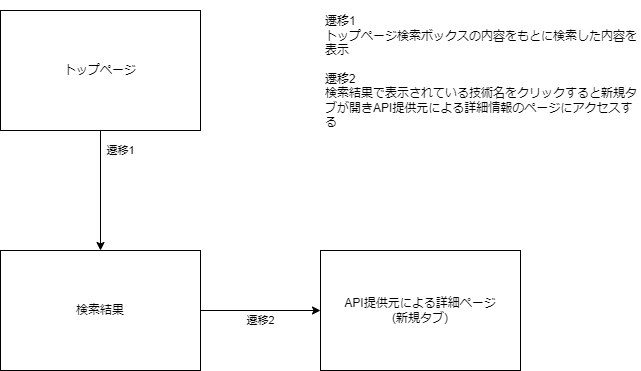 トップページ
遷移1
トップページ検索ボックスの内容をもとに検索した内容を
表示
遷移2
検索結果で表示されている技術名をクリックすると新規タ
ブが開きAPI提供元による詳細情報のページにアクセスす
る
遷移1
検索結果
遷移2
API提供元による詳細ページ
(新規タブ)